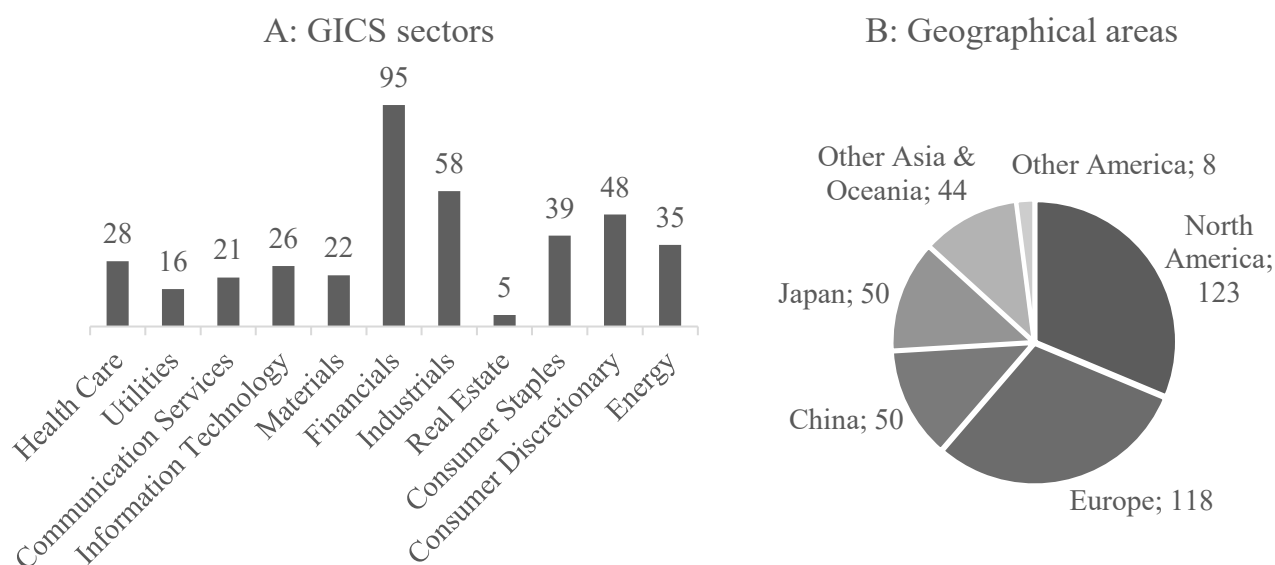 A: GICS sectors
95
58
48
39
35
28
26
22
21
16
5
Health Care
Utilities
Communication Services
Information Technology
Materials
Financials
Industrials
Real Estate
Consumer Staples
Consumer Discretionary
Energy
B: Geographical areas
Other Asia &
Oceania; 44
Other America; 8
North
America;
123
Japan; 50
China; 50
Europe; 118